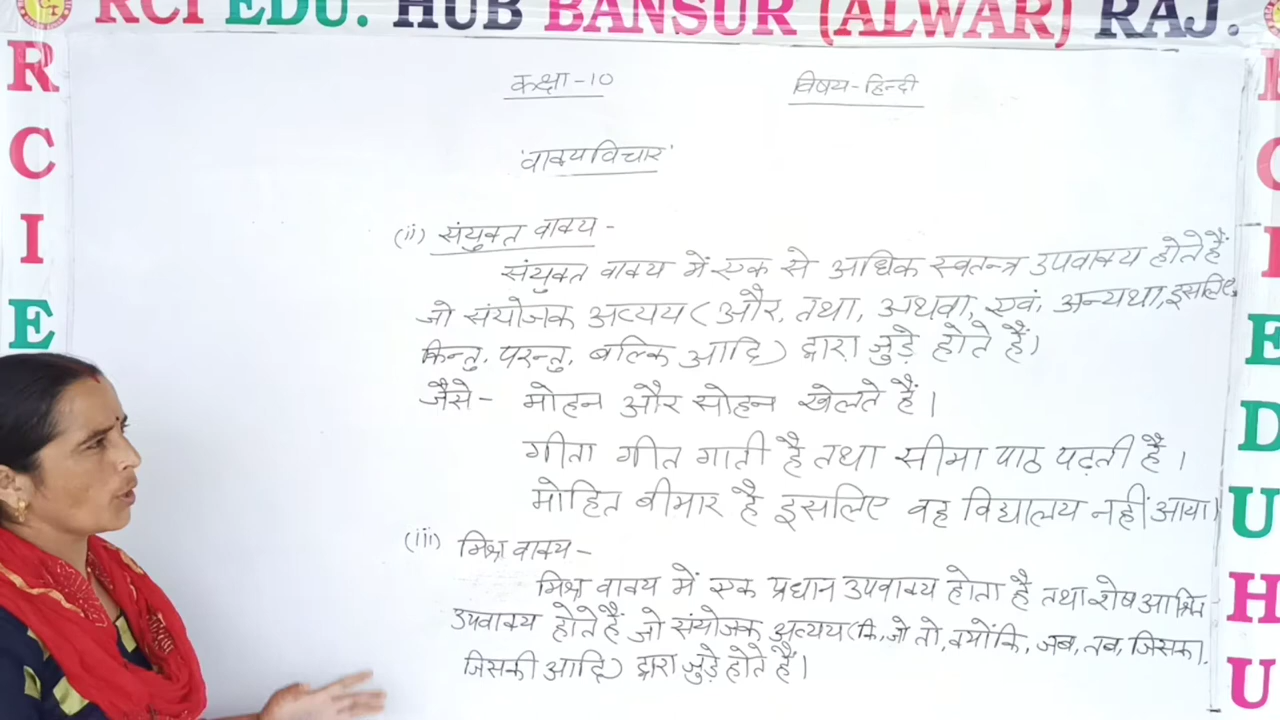 RCI EDU. HUB BANSUR (ALWAR) RAJ.
कक्षा-10
विषय-हिन्दी
'वाक्यविचार'
(ii) संयुक्त वाक्य -
संयुक्त वाक्य में एक से अधिक स्वतन्त्र उपवाक्य होते हैं
जो संयोजक अव्यय ( और, तथा, अथवा, एवं, अन्यथा, इसलिए,
किन्तु, परन्तु, बल्कि आदि) द्वारा जुड़े होते हैं।
जैसे- मोहन और सोहन खेलते हैं।
गीता गीत गाती है तथा सीमा पाठ पढ़ती है।
मोहित बीमार है इसलिए वह विद्यालय नहीं आया।
(iii) मिश्र वाक्य -
मिश्र वाक्य में एक प्रधान उपवाक्य होता है तथा शेष आश्रित
उपवाक्य होते हैं जो संयोजक अव्यय (कि, जो तो, क्योंकि, जब, तब, जिसका,
जिसकी आदि) द्वारा जुड़े होते हैं।
R
C
I
E
E
D
U
H
U